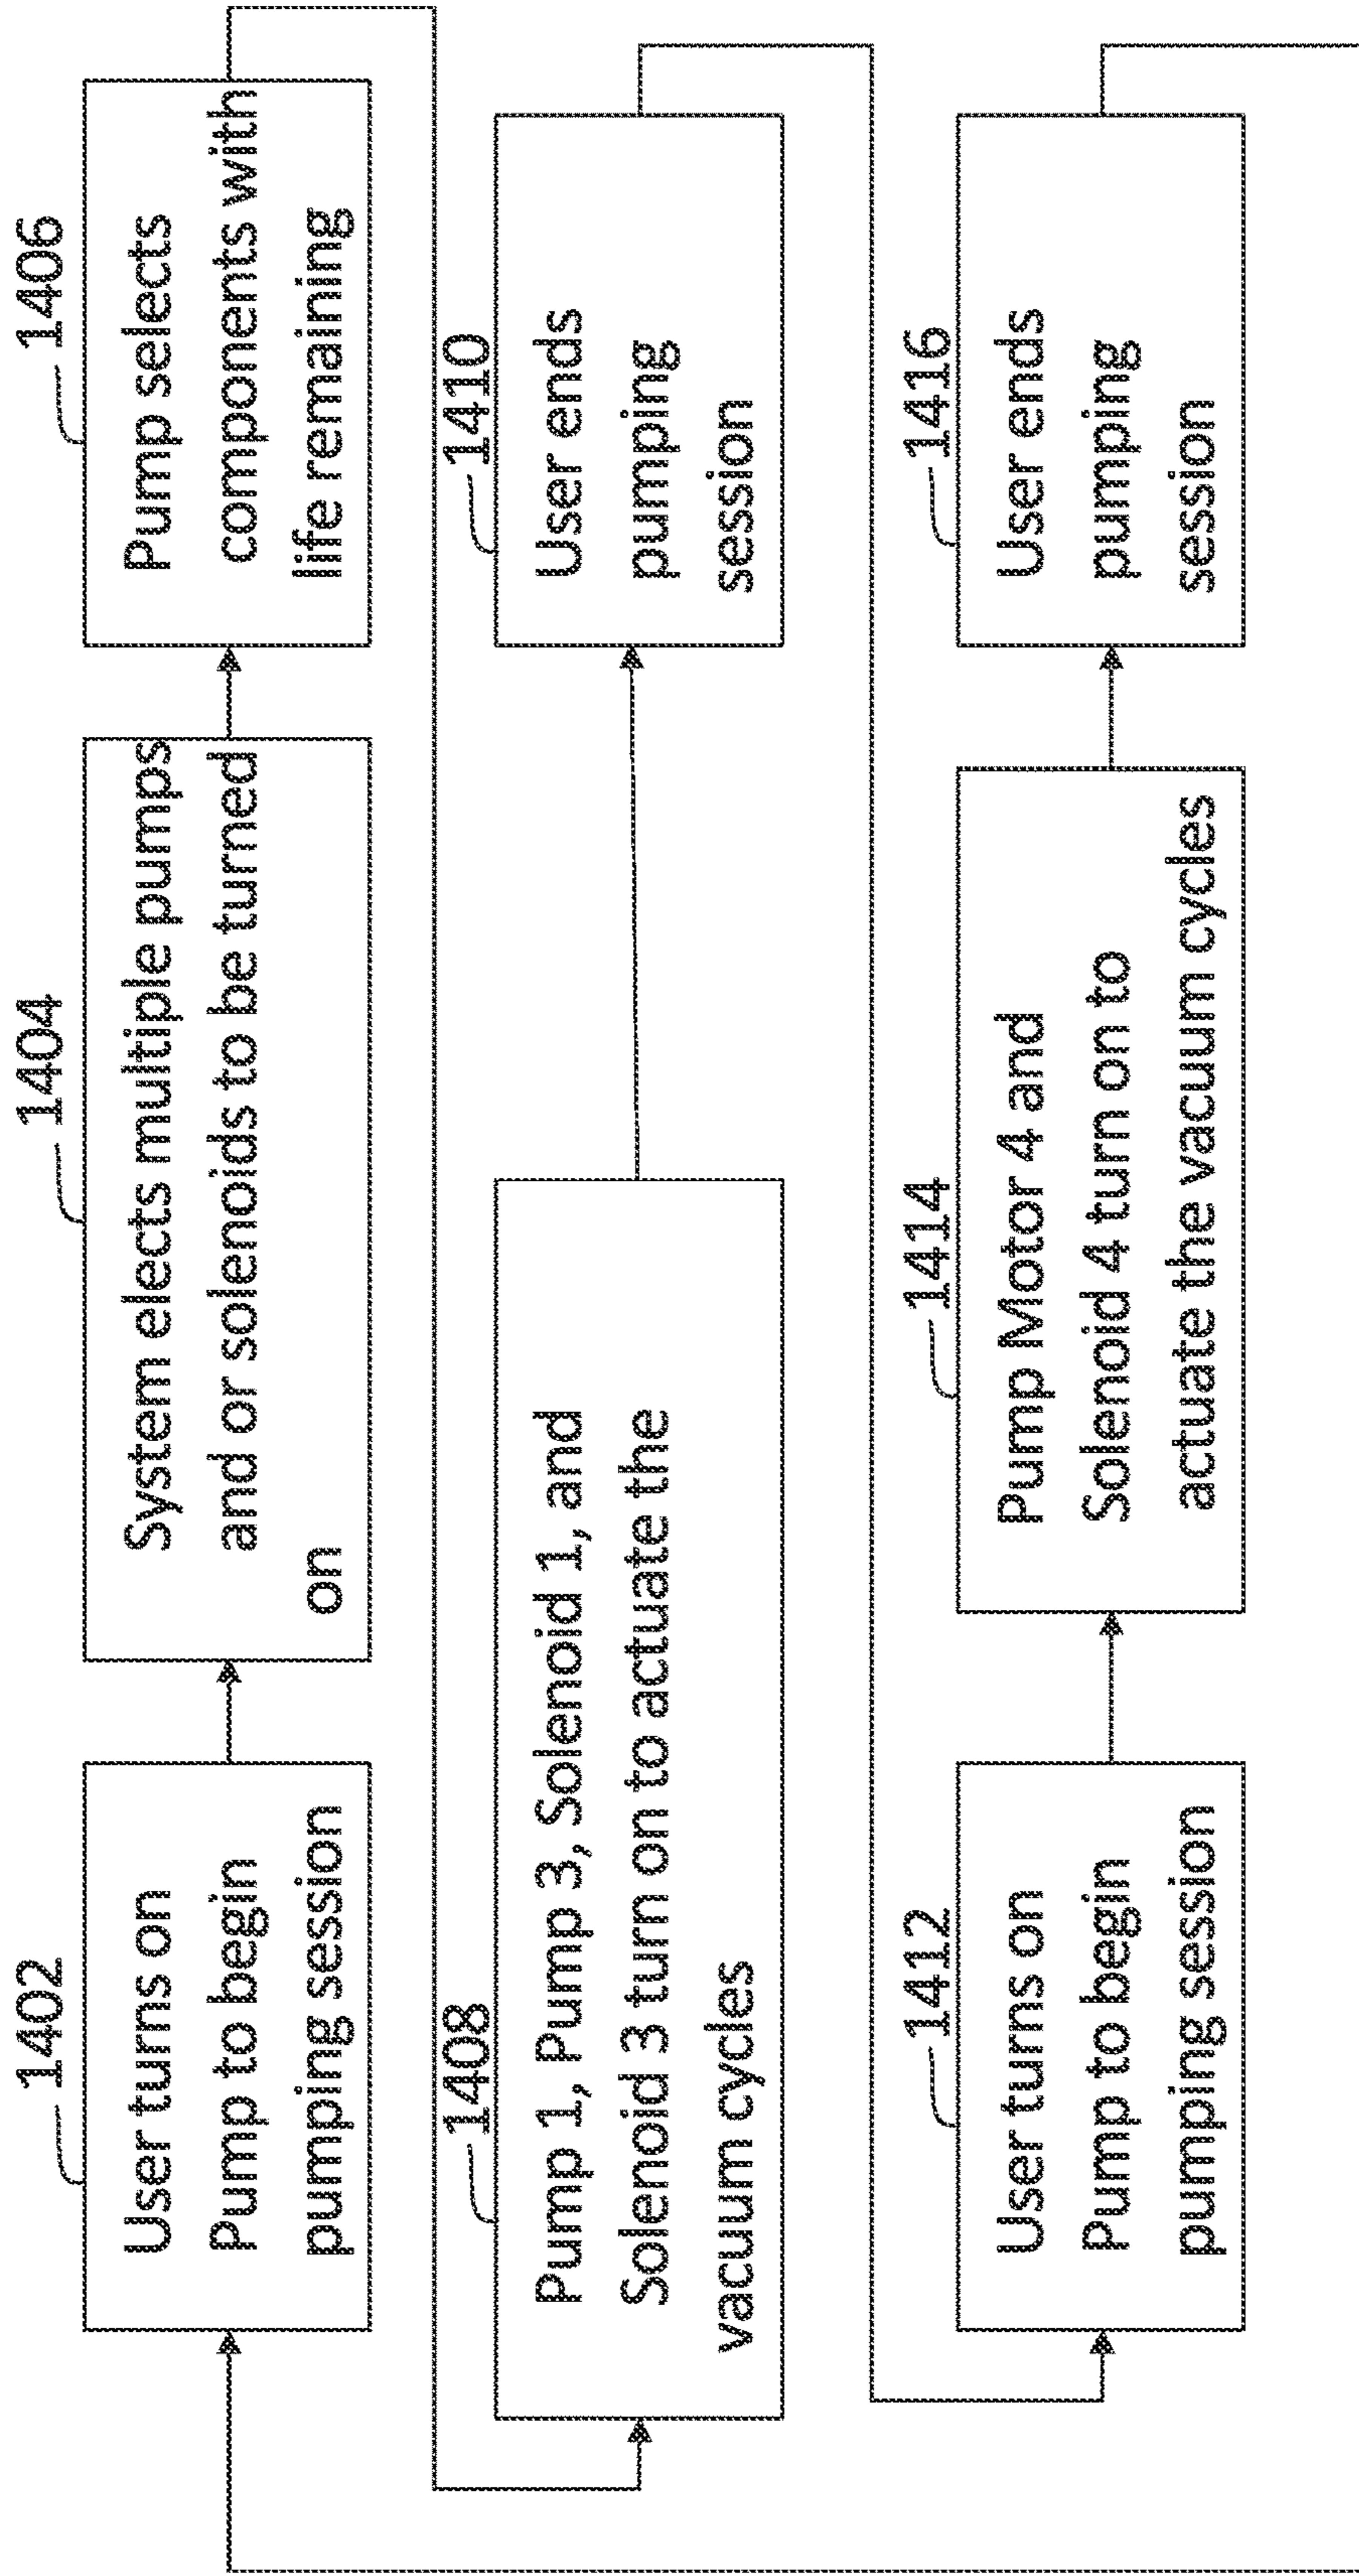 1402
User turns on
Pump to begin
pumping session
1404
System elects multiple pumps
and or solenoids to be turned
on
1406
Pump selects
components with
life remaining
1408
Pump 1, Pump 3, Solenoid 1, and
Solenoid 3 turn on to actuate the
vacuum cycles
1410
User ends
pumping
session
1412
User turns on
Pump to begin
pumping session
1414
Pump Motor 4 and
Solenoid 4 turn on to
actuate the vacuum cycles
1416
User ends
pumping
session